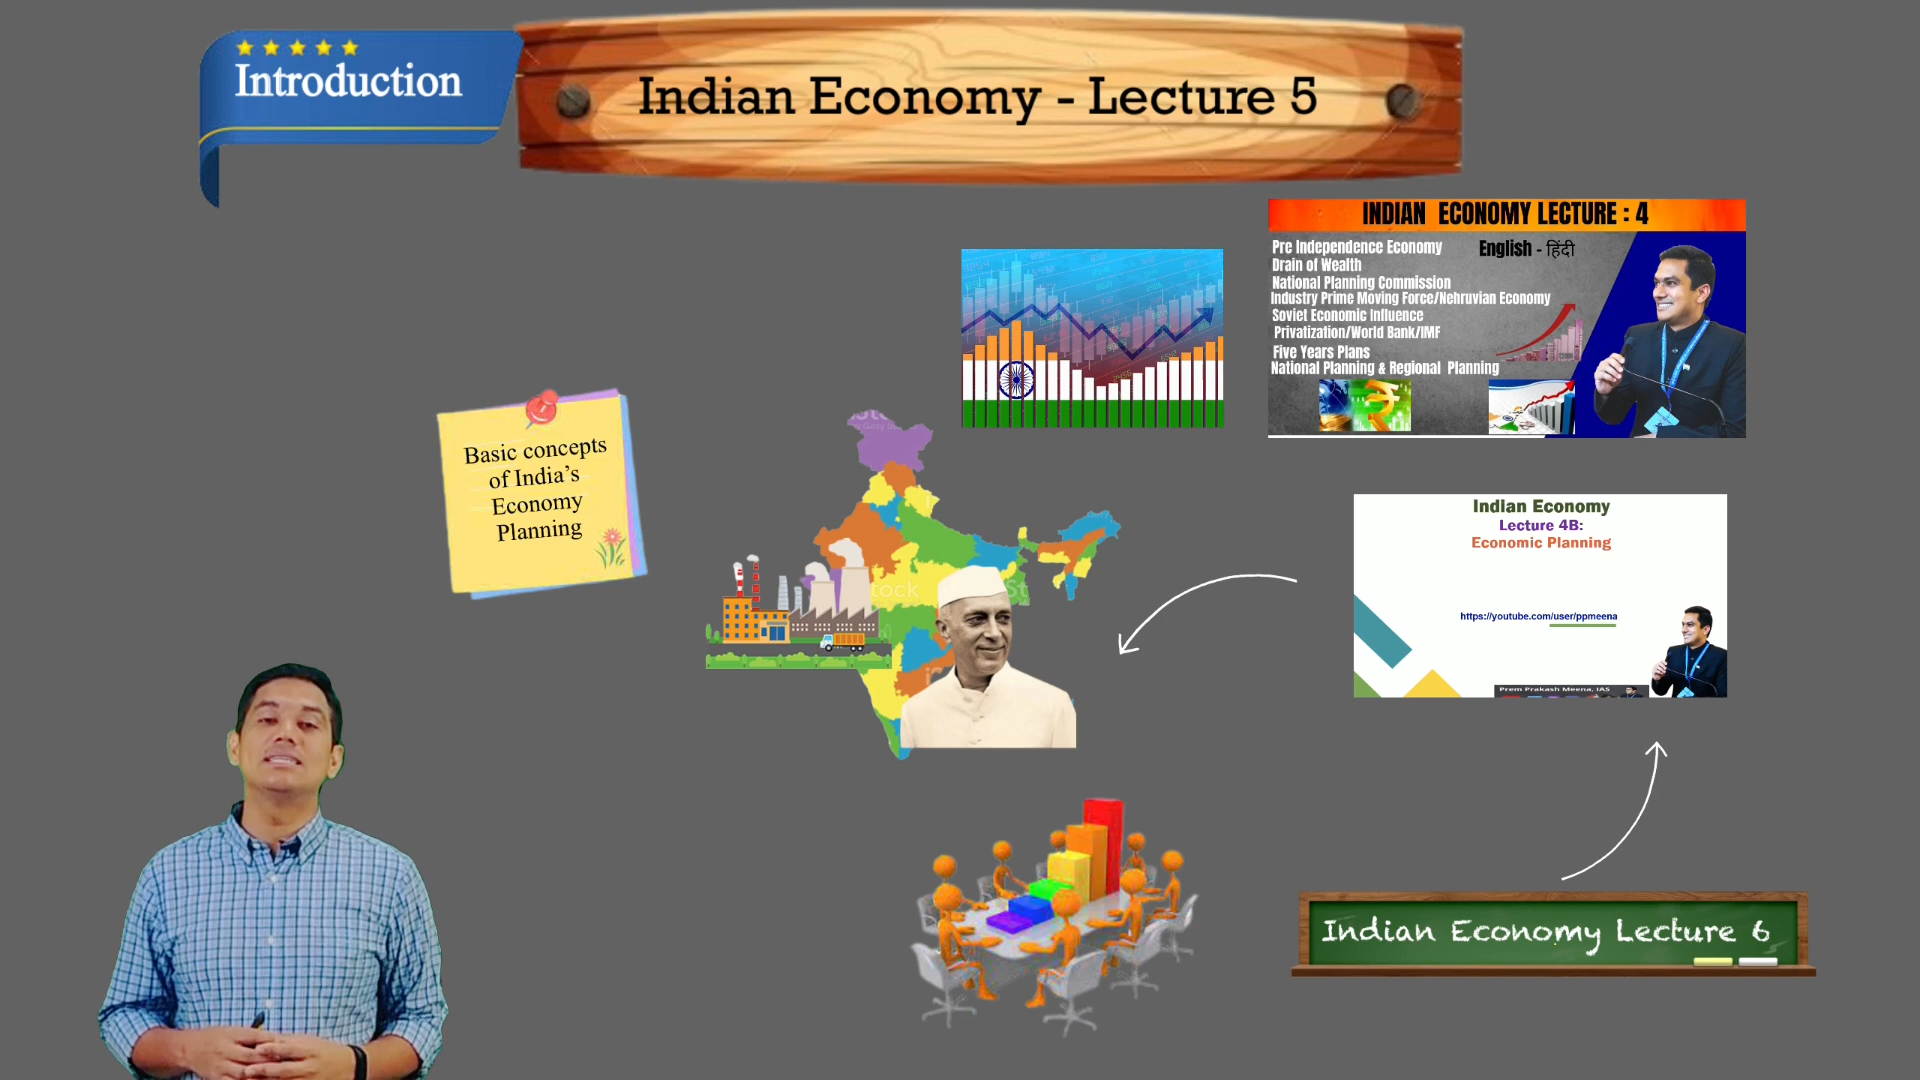 Introduction
Indian Economy - Lecture 5
INDIAN ECONOMY LECTURE : 4
Pre Independence Economy
English - हिंदी
Drain of Wealth
National Planning Commission
Industry Prime Moving Force/Nehruvian Economy
Soviet Economic Influence
Privatization/World Bank/IMF
Five Years Plans
National Planning & Regional Planning
Basic concepts
of India's
Economy
Planning
Indian Economy
Lecture 4B:
Economic Planning
https://youtube.com/user/ppmeena
Prem Prakash Meena, IAS
Indian Economy Lecture 6